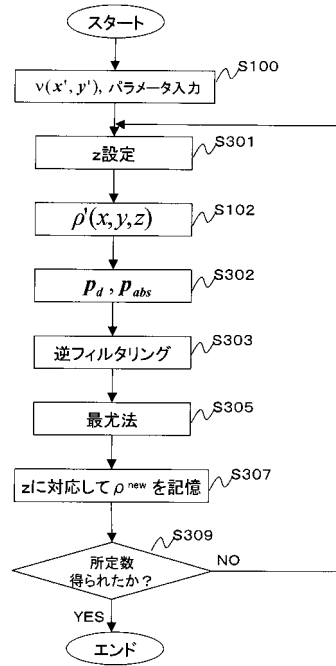 スタート
S100
ν(x', y'), パラメータ入力
S301
z設定
S102
ρ'(x,y,z)
S302
p_d , p_abs
S303
逆フィルタリング
S305
最尤法
S307
zに対応して ρ^new を記憶
S309
所定数
得られたか？
NO
YES
エンド